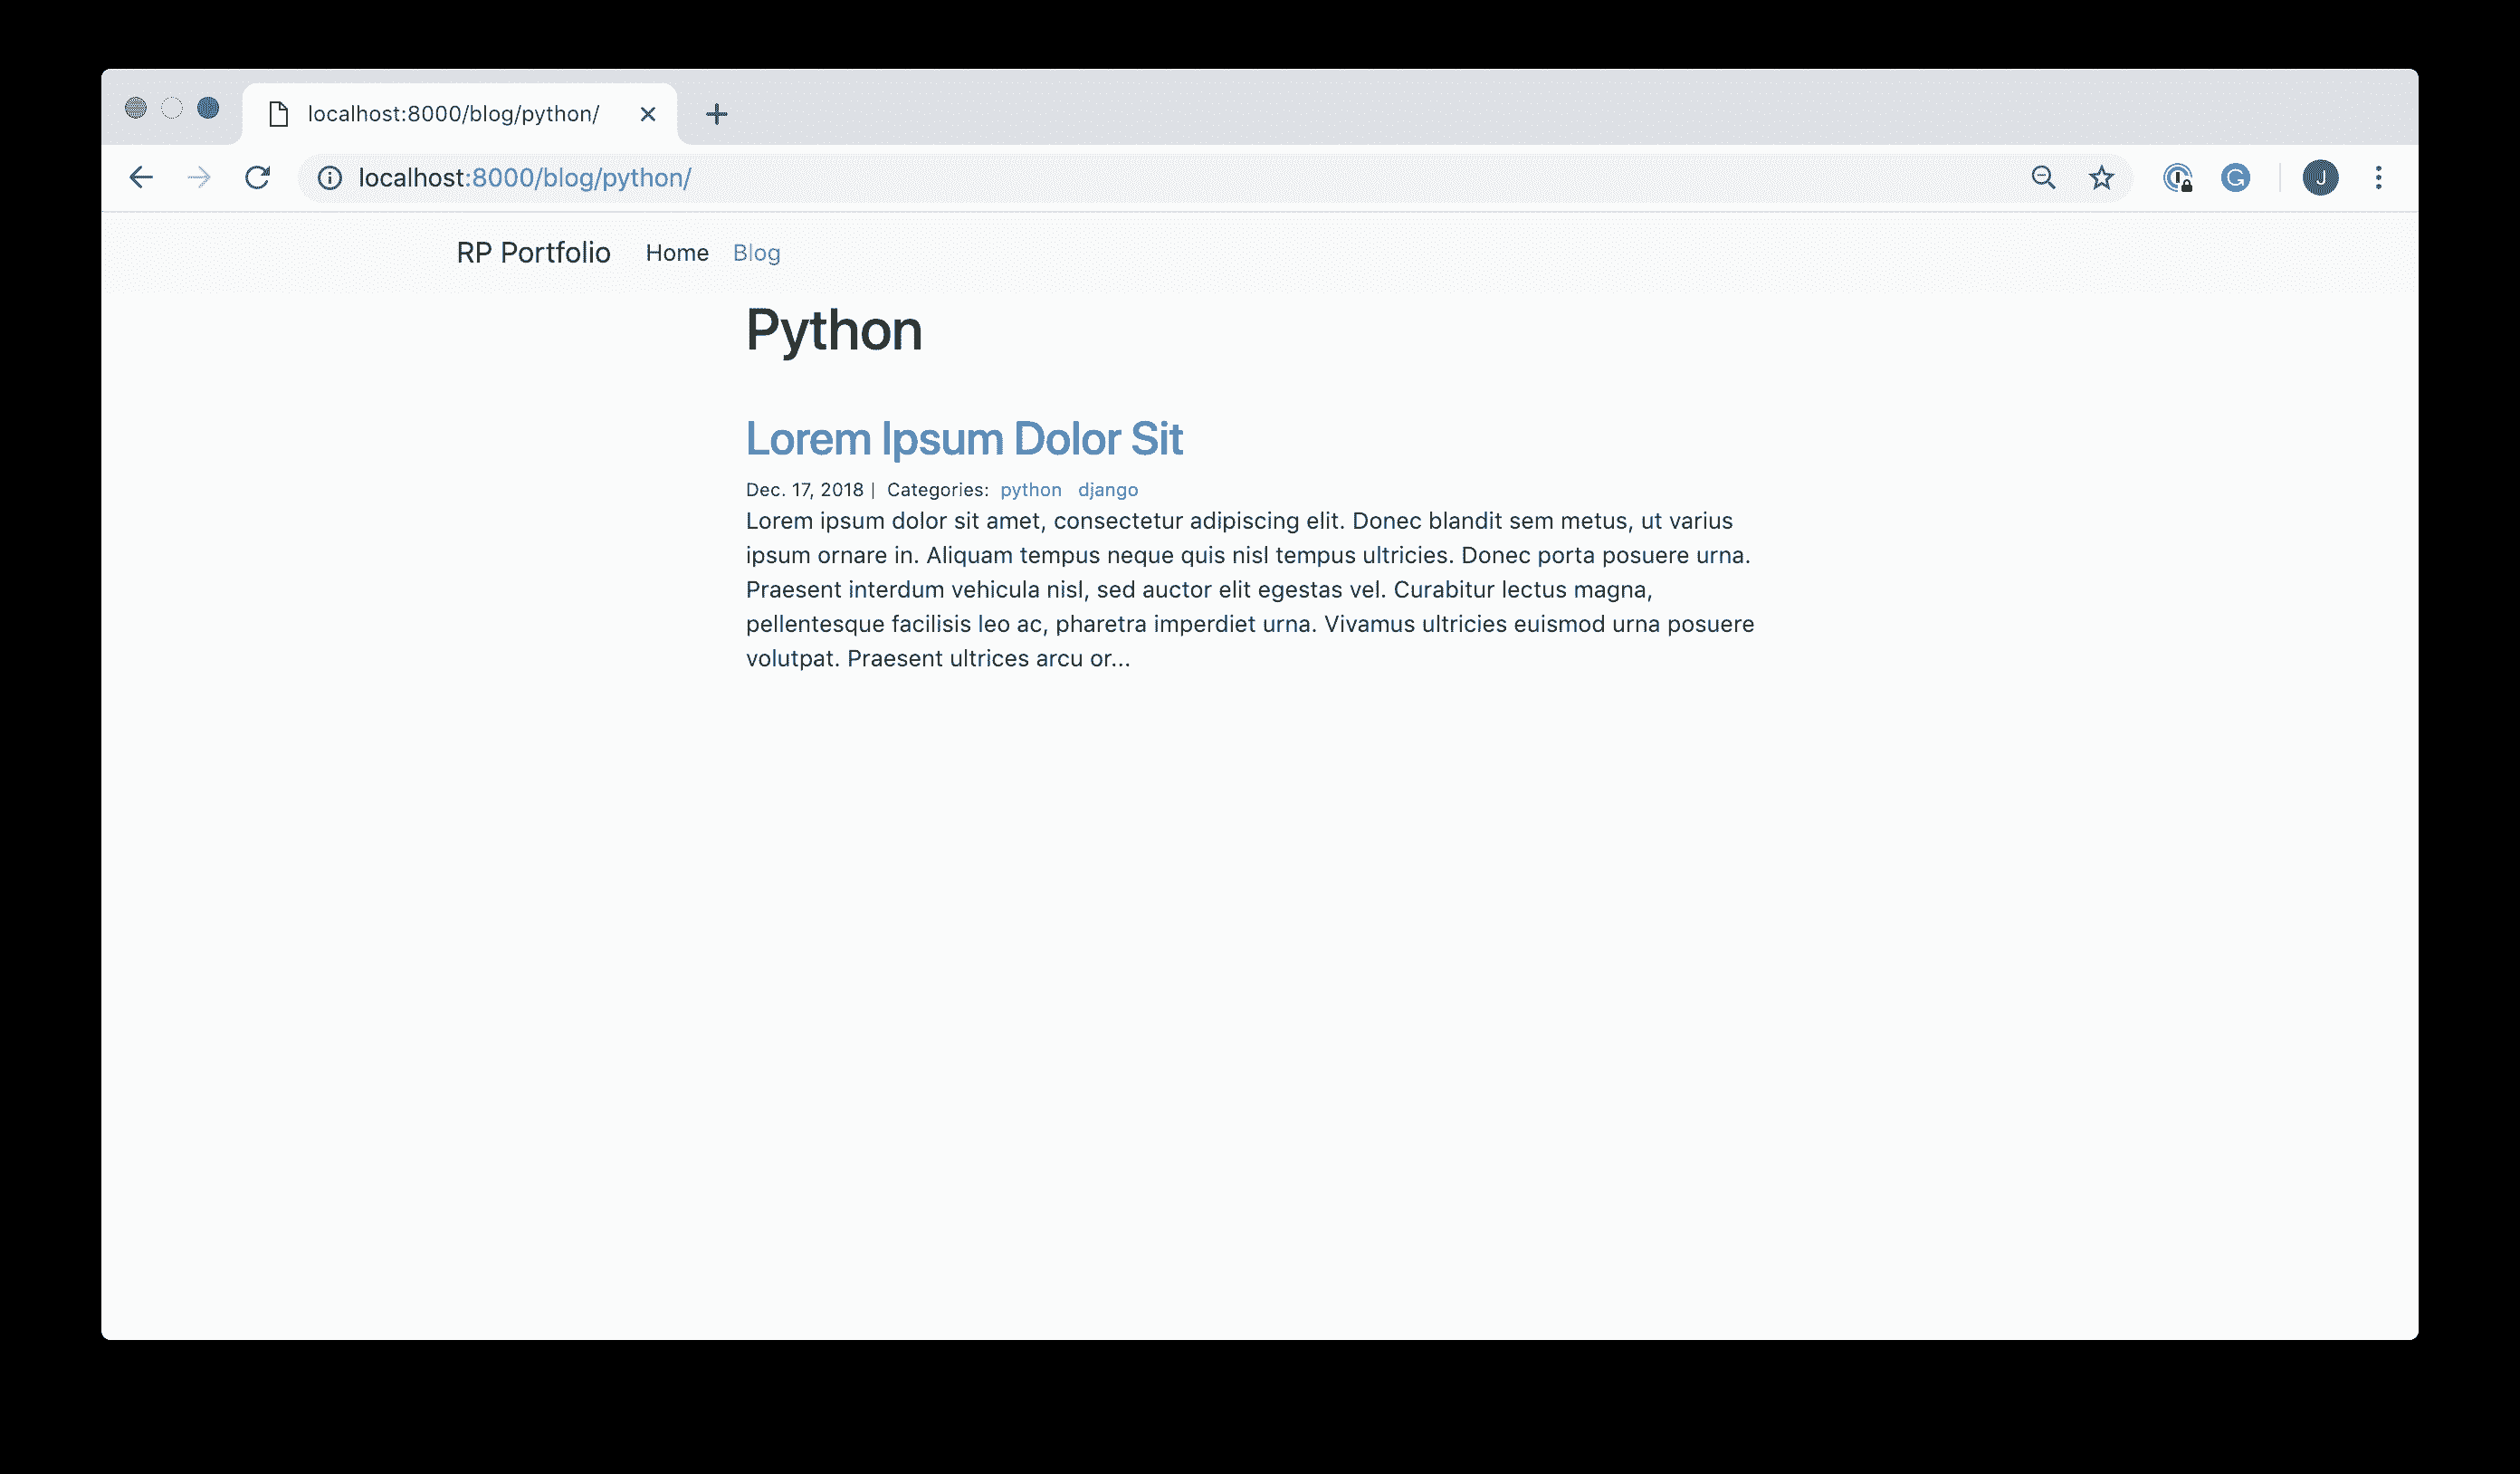 localhost:8000/blog/python/
localhost:8000/blog/python/
J
RP Portfolio Home Blog
Python
Lorem Ipsum Dolor Sit
Dec. 17, 2018 | Categories: python django
Lorem ipsum dolor sit amet, consectetur adipiscing elit. Donec blandit sem metus, ut varius
ipsum ornare in. Aliquam tempus neque quis nisl tempus ultricies. Donec porta posuere urna.
Praesent interdum vehicula nisl, sed auctor elit egestas vel. Curabitur lectus magna,
pellentesque facilisis leo ac, pharetra imperdiet urna. Vivamus ultricies euismod urna posuere
volutpat. Praesent ultrices arcu or...